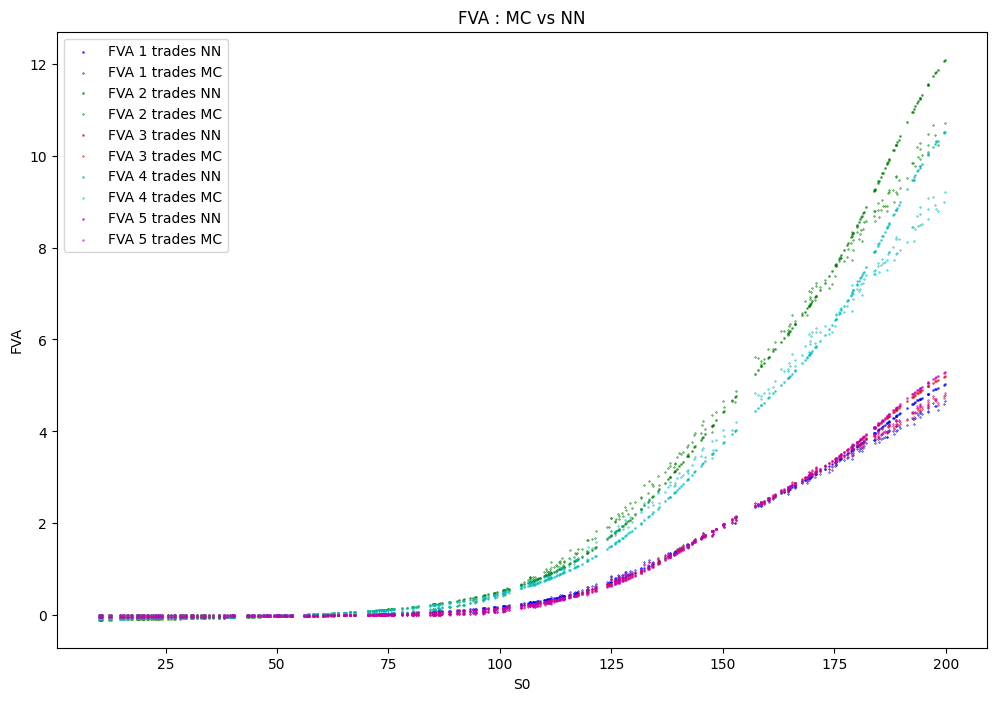 FVA : MC vs NN
FVA 1 trades NN
FVA 1 trades MC
FVA 2 trades NN
FVA 2 trades MC
FVA 3 trades NN
FVA 3 trades MC
FVA 4 trades NN
FVA 4 trades MC
FVA 5 trades NN
FVA 5 trades MC
FVA
12
10
8
6
4
2
0
25 50 75 100 125 150 175 200
S0